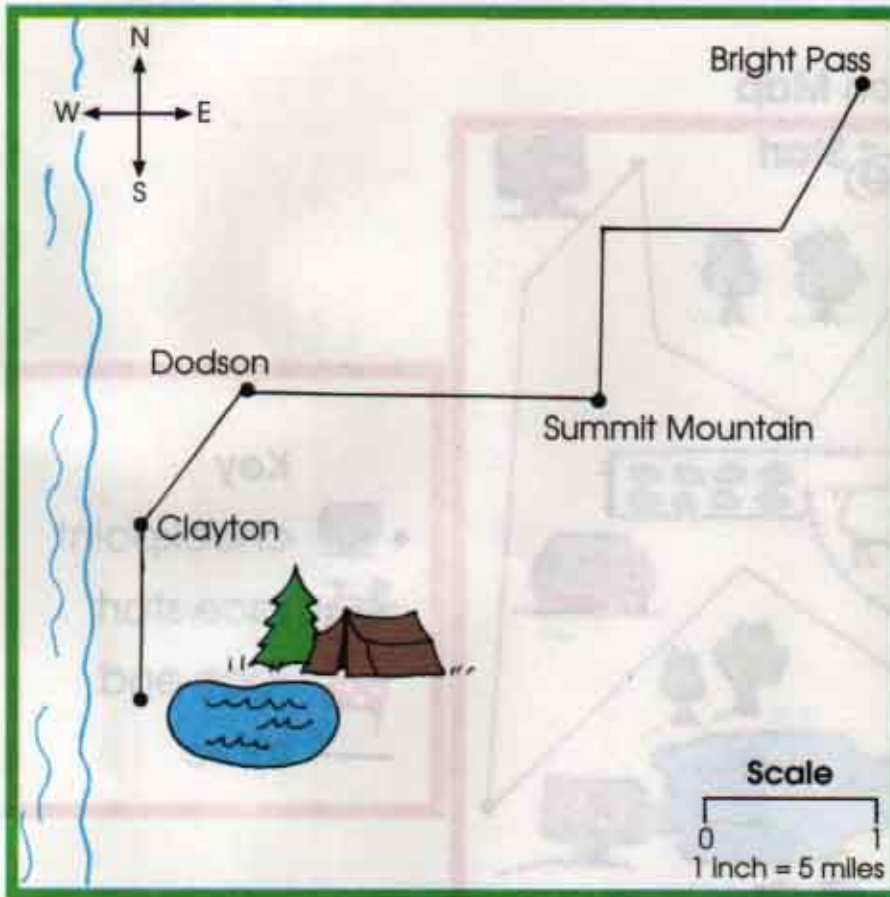 N
W E
S
Bright Pass
Dodson
Summit Mountain
Clayton
Scale
0 1
1 inch = 5 miles